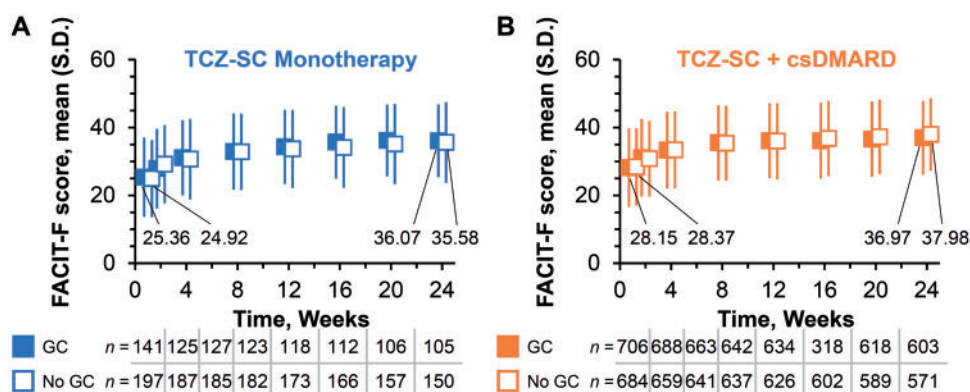 A
TCZ-SC Monotherapy
FACIT-F score, mean (S.D.)
60
40
20
0
25.36
24.92
36.07
35.58
0 4 8 12 16 20 24
Time, Weeks
GC n = 141 125 127 123 118 112 106 105
No GC n = 197 187 185 182 173 166 157 150
B
TCZ-SC + csDMARD
FACIT-F score, mean (S.D.)
60
40
20
0
28.15
28.37
36.97
37.98
0 4 8 12 16 20 24
Time, Weeks
GC n = 706 688 663 642 634 318 618 603
No GC n = 684 659 641 637 626 602 589 571